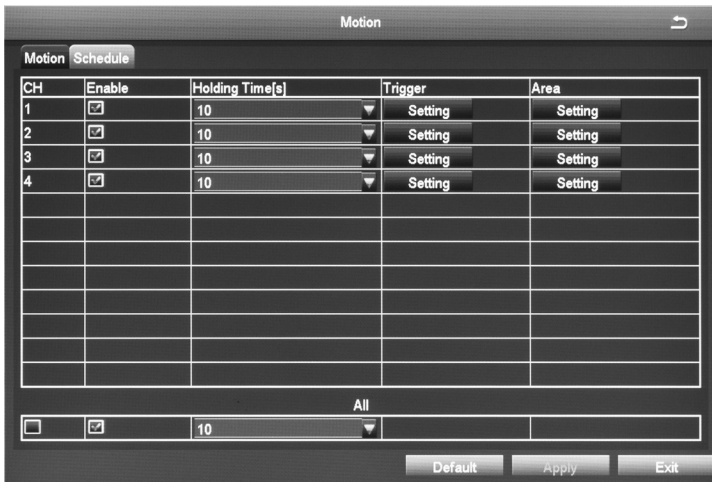 Motion
Motion Schedule
CH Enable Holding Time[s] Trigger Area
1 10 Setting Setting
2 10 Setting Setting
3 10 Setting Setting
4 10 Setting Setting
All
10
Default Apply Exit